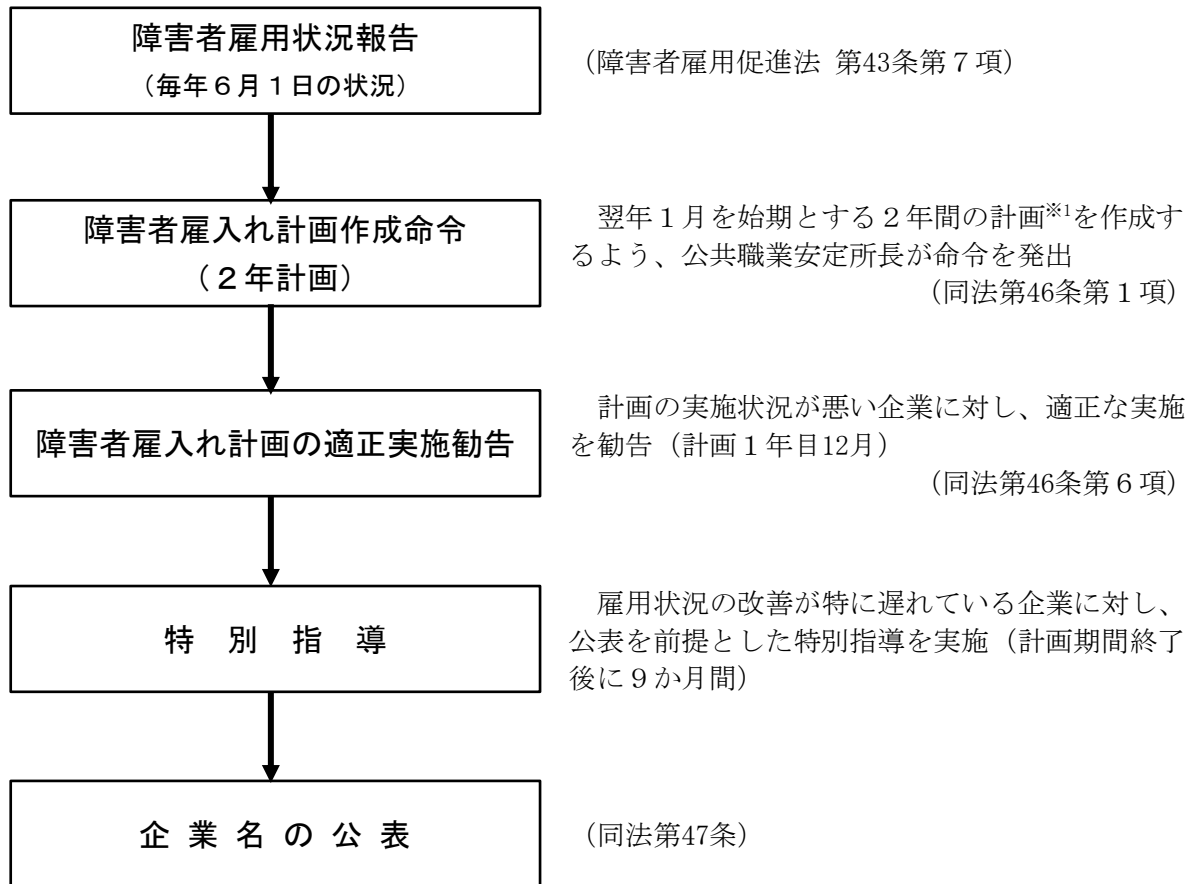 障害者雇用状況報告
（毎年６月１日の状況）
（障害者雇用促進法 第43条第７項）
障害者雇入れ計画作成命令
（２年計画）
翌年１月を始期とする２年間の計画※1を作成す
るよう、公共職業安定所長が命令を発出
（同法第46条第１項）
障害者雇入れ計画の適正実施勧告
計画の実施状況が悪い企業に対し、適正な実施
を勧告（計画１年目12月）
（同法第46条第６項）
特　別　指　導
雇用状況の改善が特に遅れている企業に対し、
公表を前提とした特別指導を実施（計画期間終了
後に９か月間）
企 業 名 の 公 表
（同法第47条）